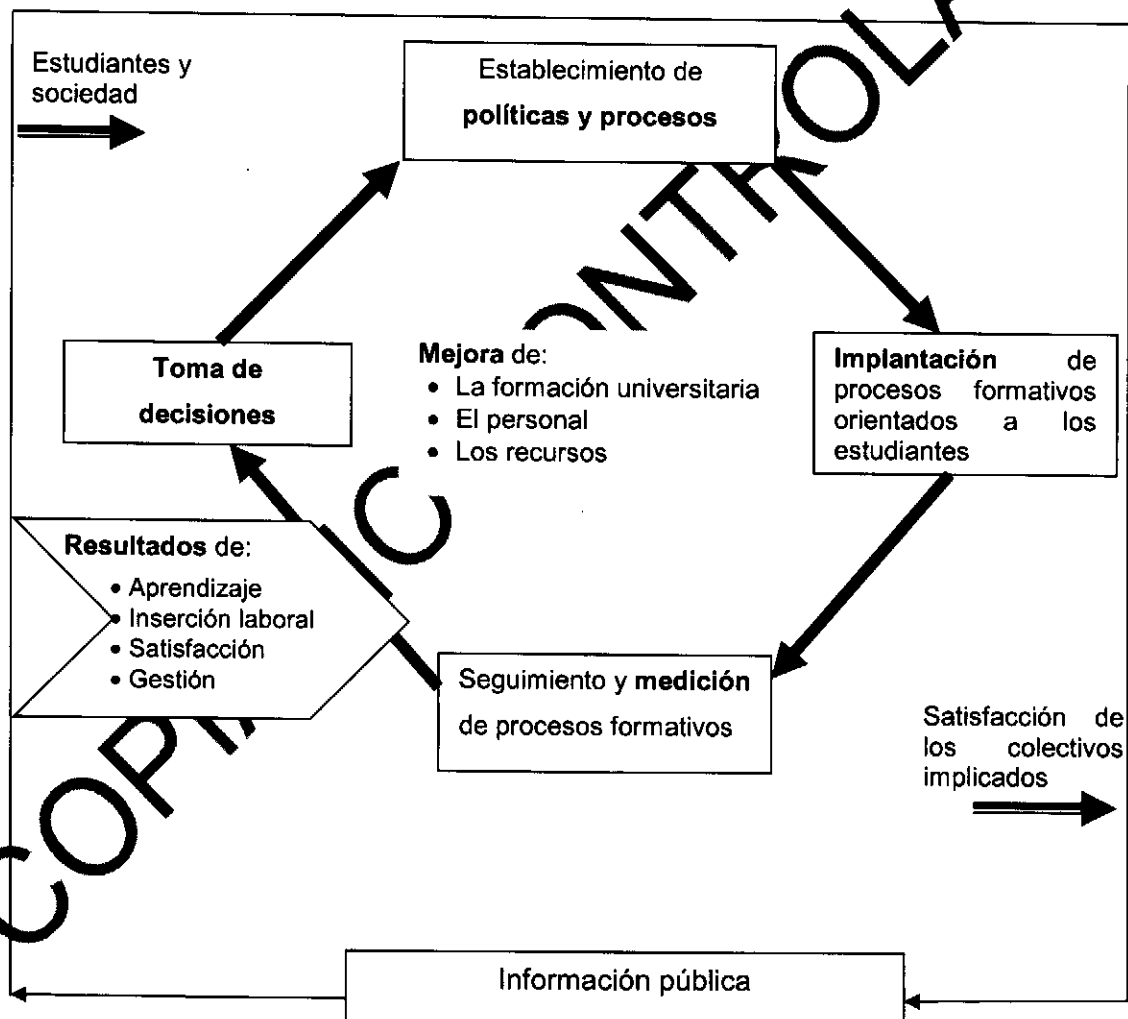 Estudiantes y
sociedad
Establecimiento de
políticas y procesos
Toma de
decisiones
Mejora de:
• La formación universitaria
• El personal
• Los recursos
Implantación de
procesos formativos
orientados a los
estudiantes
Resultados de:
• Aprendizaje
• Inserción laboral
• Satisfacción
• Gestión
Seguimiento y medición
de procesos formativos
Satisfacción de
los colectivos
implicados
Información pública
COPIA